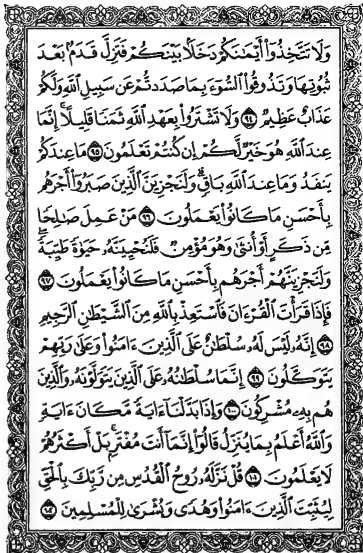 وَلَا تَتَّخِذُوٓا۟ أَيْمَٰنَكُمْ دَخَلًۢا بَيْنَكُمْ فَتَزِلَّ قَدَمٌۢ بَعْدَ
ثُبُوتِهَا وَتَذُوقُوا۟ ٱلسُّوٓءَ بِمَا صَدَدتُّمْ عَن سَبِيلِ ٱللَّهِ وَلَكُمْ
عَذَابٌ عَظِيمٌ ٩٤ وَلَا تَشْتَرُوا۟ بِعَهْدِ ٱللَّهِ ثَمَنًا قَلِيلًا ۚ إِنَّمَا
عِندَ ٱللَّهِ هُوَ خَيْرٌ لَّكُمْ إِن كُنتُمْ تَعْلَمُونَ ٩٥ مَا عِندَكُمْ
يَنفَدُ وَمَا عِندَ ٱللَّهِ بَاقٍ ۗ وَلَنَجْزِيَنَّ ٱلَّذِينَ صَبَرُوٓا۟ أَجْرَهُم
بِأَحْسَنِ مَا كَانُوا۟ يَعْمَلُونَ ٩٦ مَنْ عَمِلَ صَٰلِحًا
مِّن ذَكَرٍ أَوْ أُنثَىٰ وَهُوَ مُؤْمِنٌ فَلَنُحْيِيَنَّهُۥ حَيَوٰةً طَيِّبَةً ۖ
وَلَنَجْزِيَنَّهُمْ أَجْرَهُم بِأَحْسَنِ مَا كَانُوا۟ يَعْمَلُونَ ٩٧
فَإِذَا قَرَأْتَ ٱلْقُرْءَانَ فَٱسْتَعِذْ بِٱللَّهِ مِنَ ٱلشَّيْطَٰنِ ٱلرَّجِيمِ
٩٨ إِنَّهُۥ لَيْسَ لَهُۥ سُلْطَٰنٌ عَلَى ٱلَّذِينَ ءَامَنُوا۟ وَعَلَىٰ رَبِّهِمْ
يَتَوَكَّلُونَ ٩٩ إِنَّمَا سُلْطَٰنُهُۥ عَلَى ٱلَّذِينَ يَتَوَلَّوْنَهُۥ وَٱلَّذِينَ
هُم بِهِۦ مُشْرِكُونَ ١٠٠ وَإِذَا بَدَّلْنَآ ءَايَةً مَّكَانَ ءَايَةٍ ۙ
وَٱللَّهُ أَعْلَمُ بِمَا يُنَزِّلُ قَالُوٓا۟ إِنَّمَآ أَنتَ مُفْتَرٍۭ ۚ بَلْ أَكْثَرُهُمْ
لَا يَعْلَمُونَ ١٠١ قُلْ نَزَّلَهُۥ رُوحُ ٱلْقُدُسِ مِن رَّبِّكَ بِٱلْحَقِّ
لِيُثَبِّتَ ٱلَّذِينَ ءَامَنُوا۟ وَهُدًى وَبُشْرَىٰ لِلْمُسْلِمِينَ ١٠٢